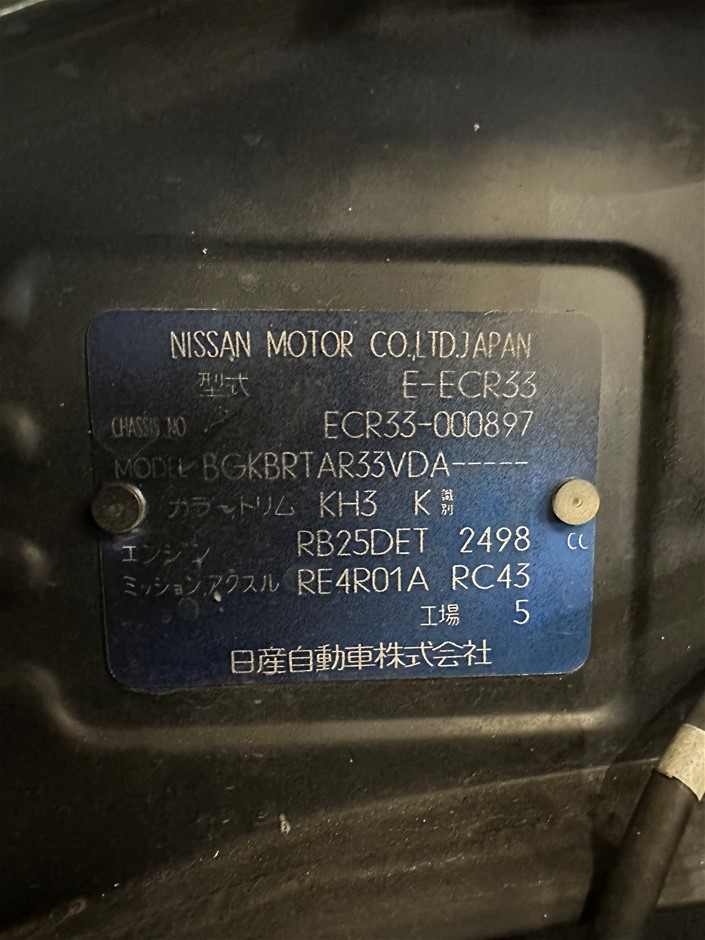 NISSAN MOTOR CO.,LTD.JAPAN
型式 E-ECR33
CHASSIS NO ECR33-000897
MODEL BGKBRTAR33VDA-----
カラートリム KH3 K 識別
エンジン RB25DET 2498 CC
ミッション,アクスル RE4R01A RC43
工場 5
日産自動車株式会社